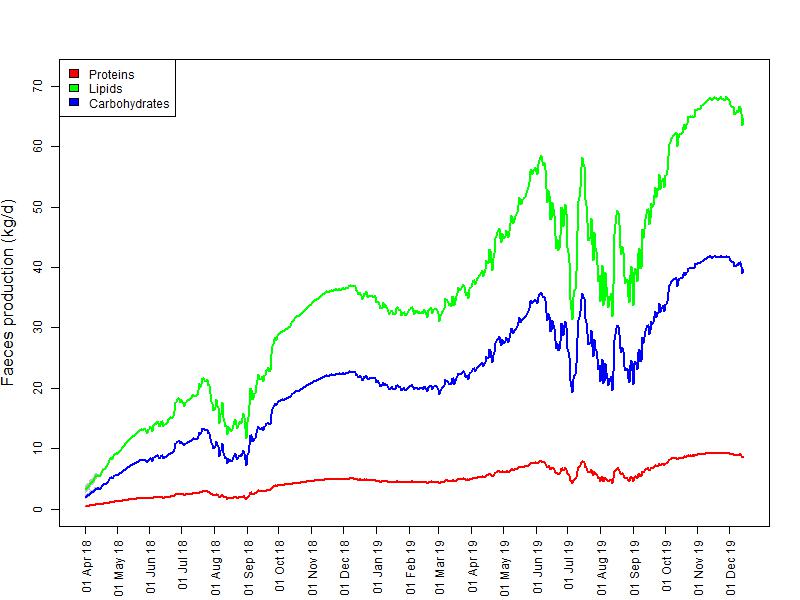 Proteins
Lipids
Carbohydrates
Faeces production (kg/d)
70
60
50
40
30
20
10
0
01 Apr 18
01 May 18
01 Jun 18
01 Jul 18
01 Aug 18
01 Sep 18
01 Oct 18
01 Nov 18
01 Dec 18
01 Jan 19
01 Feb 19
01 Mar 19
01 Apr 19
01 May 19
01 Jun 19
01 Jul 19
01 Aug 19
01 Sep 19
01 Oct 19
01 Nov 19
01 Dec 19